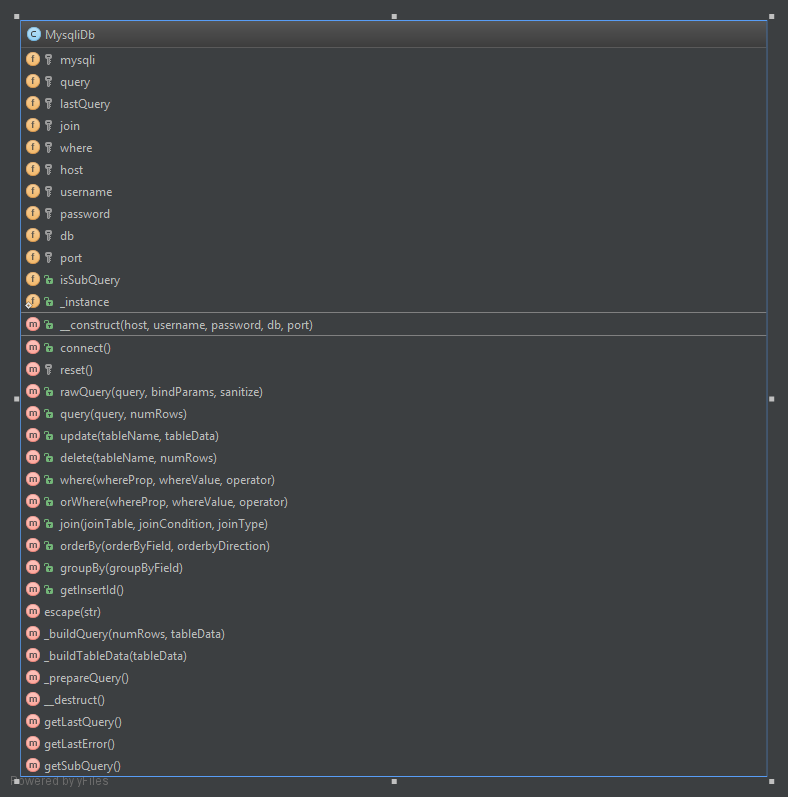 MysqliDb
mysqli
query
lastQuery
join
where
host
username
password
db
port
isSubQuery
_instance
__construct(host, username, password, db, port)
connect()
reset()
rawQuery(query, bindParams, sanitize)
query(query, numRows)
update(tableName, tableData)
delete(tableName, numRows)
where(whereProp, whereValue, operator)
orWhere(whereProp, whereValue, operator)
join(joinTable, joinCondition, joinType)
orderBy(orderByField, orderbyDirection)
groupBy(groupByField)
getInsertId()
escape(str)
_buildQuery(numRows, tableData)
_buildTableData(tableData)
_prepareQuery()
__destruct()
getLastQuery()
getLastError()
getSubQuery()
Powered by yFiles